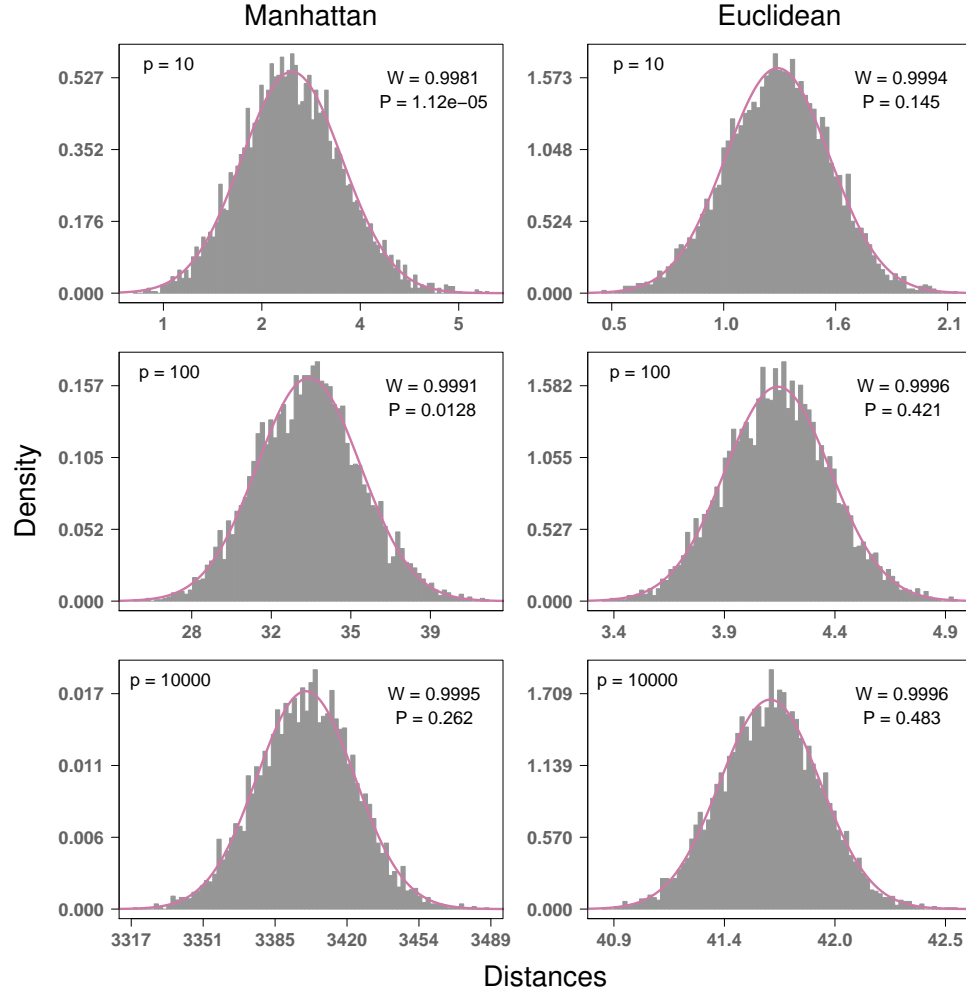 Manhattan
Euclidean
p = 10
W = 0.9981
P = 1.12e−05
0.527
0.352
0.176
0.000
1 2 4 5
p = 10
W = 0.9994
P = 0.145
1.573
1.048
0.524
0.000
0.5 1.0 1.6 2.1
p = 100
W = 0.9991
P = 0.0128
0.157
0.105
0.052
0.000
28 32 35 39
p = 100
W = 0.9996
P = 0.421
1.582
1.055
0.527
0.000
3.4 3.9 4.4 4.9
p = 10000
W = 0.9995
P = 0.262
0.017
0.011
0.006
0.000
3317 3351 3385 3420 3454 3489
p = 10000
W = 0.9996
P = 0.483
1.709
1.139
0.570
0.000
40.9 41.4 42.0 42.5
Density
Distances